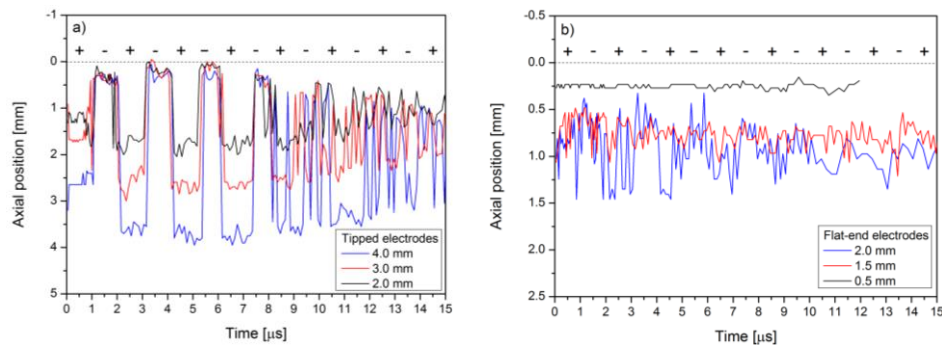 a)
+ - + - + - + - + - + - + - +
-1
0
1
2
3
4
5
Axial position [mm]
Tipped electrodes
4.0 mm
3.0 mm
2.0 mm
0 1 2 3 4 5 6 7 8 9 10 11 12 13 14 15
Time [μs]
b)
+ - + - + - + - + - + - + - +
-0.5
0.0
0.5
1.0
1.5
2.0
2.5
Axial position [mm]
Flat-end electrodes
2.0 mm
1.5 mm
0.5 mm
0 1 2 3 4 5 6 7 8 9 10 11 12 13 14 15
Time [μs]